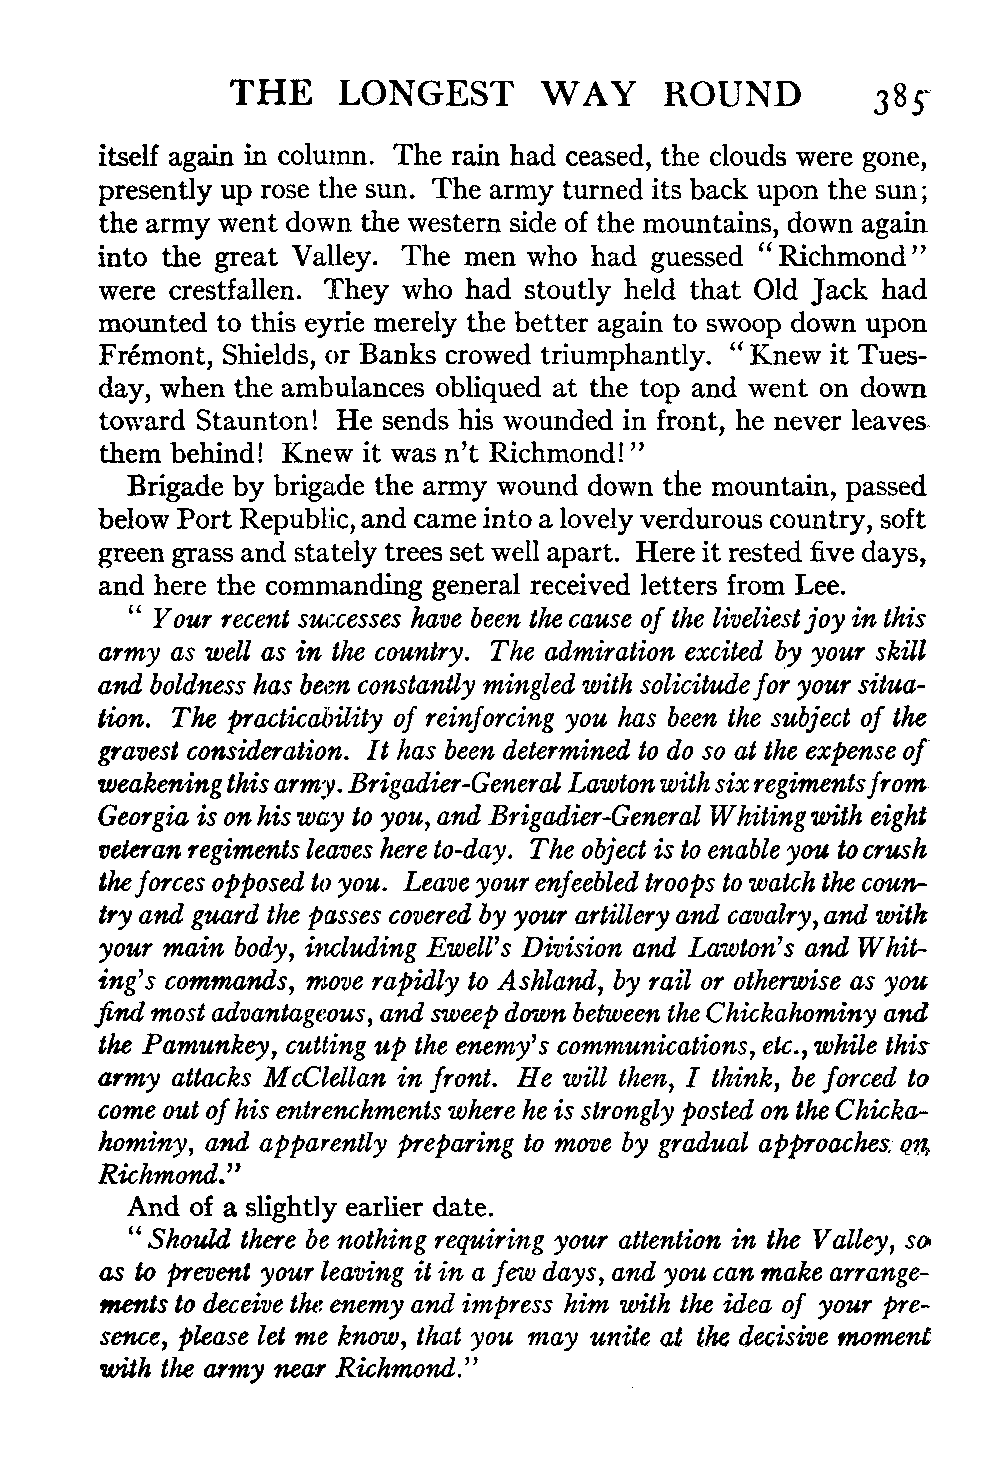 THE LONGEST WAY ROUND 385
itself again in column. The rain had ceased, the clouds were gone,
presently up rose the sun. The army turned its back upon the sun;
the army went down the western side of the mountains, down again
into the great Valley. The men who had guessed “Richmond”
were crestfallen. They who had stoutly held that Old Jack had
mounted to this eyrie merely the better again to swoop down upon
Frémont, Shields, or Banks crowed triumphantly. “Knew it Tues-
day, when the ambulances obliqued at the top and went on down
toward Staunton! He sends his wounded in front, he never leaves
them behind! Knew it was n’t Richmond!”
Brigade by brigade the army wound down the mountain, passed
below Port Republic, and came into a lovely verdurous country, soft
green grass and stately trees set well apart. Here it rested five days,
and here the commanding general received letters from Lee.
“Your recent successes have been the cause of the liveliest joy in this
army as well as in the country. The admiration excited by your skill
and boldness has been constantly mingled with solicitude for your situa-
tion. The practicability of reinforcing you has been the subject of the
gravest consideration. It has been determined to do so at the expense of
weakening this army. Brigadier-General Lawton with six regiments from
Georgia is on his way to you, and Brigadier-General Whiting with eight
veteran regiments leaves here to-day. The object is to enable you to crush
the forces opposed to you. Leave your enfeebled troops to watch the coun-
try and guard the passes covered by your artillery and cavalry, and with
your main body, including Ewell’s Division and Lawton’s and Whit-
ing’s commands, move rapidly to Ashland, by rail or otherwise as you
find most advantageous, and sweep down between the Chickahominy and
the Pamunkey, cutting up the enemy’s communications, etc., while this
army attacks McClellan in front. He will then, I think, be forced to
come out of his entrenchments where he is strongly posted on the Chicka-
hominy, and apparently preparing to move by gradual approaches on
Richmond.”
And of a slightly earlier date.
“Should there be nothing requiring your attention in the Valley, so
as to prevent your leaving it in a few days, and you can make arrange-
ments to deceive the enemy and impress him with the idea of your pre-
sence, please let me know, that you may unite at the decisive moment
with the army near Richmond.”